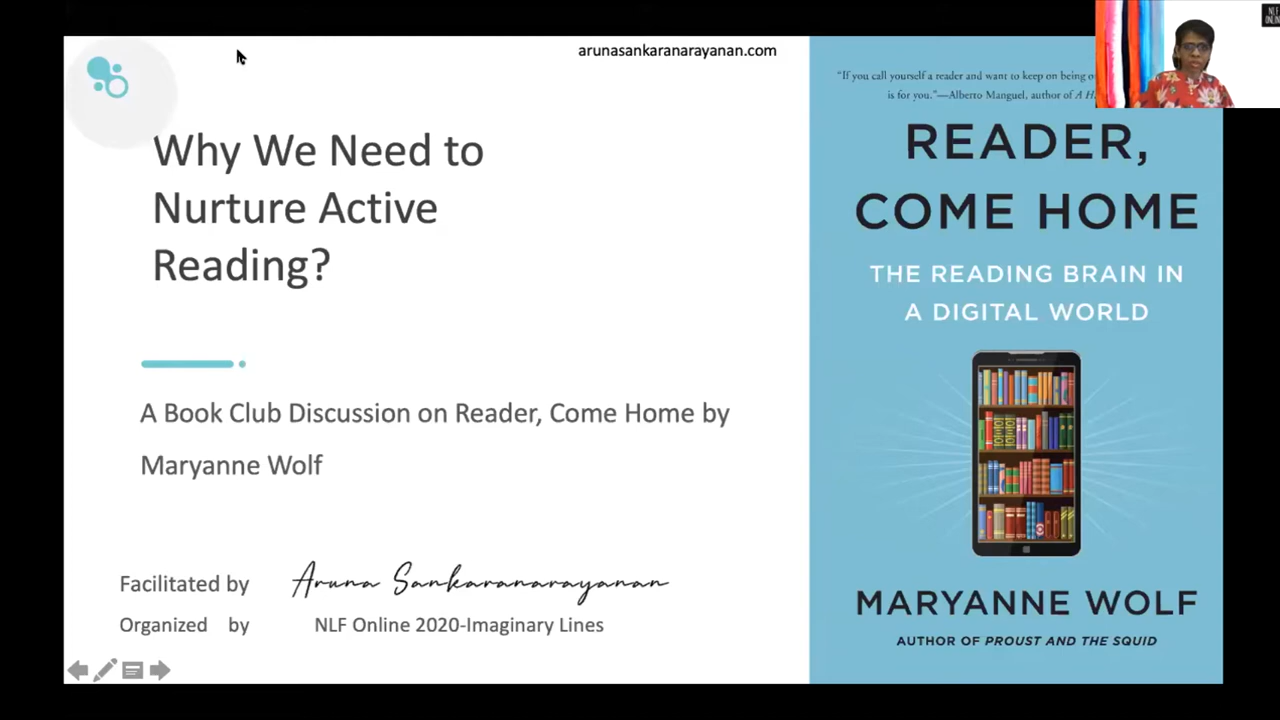 arunasankaranarayanan.com
Why We Need to
Nurture Active
Reading?
A Book Club Discussion on Reader, Come Home by
Maryanne Wolf
Facilitated by Aruna Sankaranarayanan
Organized by NLF Online 2020-Imaginary Lines
"If you call yourself a reader and want to keep on being
is for you."—Alberto Manguel, author of A
READER,
COME HOME
THE READING BRAIN IN
A DIGITAL WORLD
MARYANNE WOLF
AUTHOR OF PROUST AND THE SQUID
NLF
ONLINE